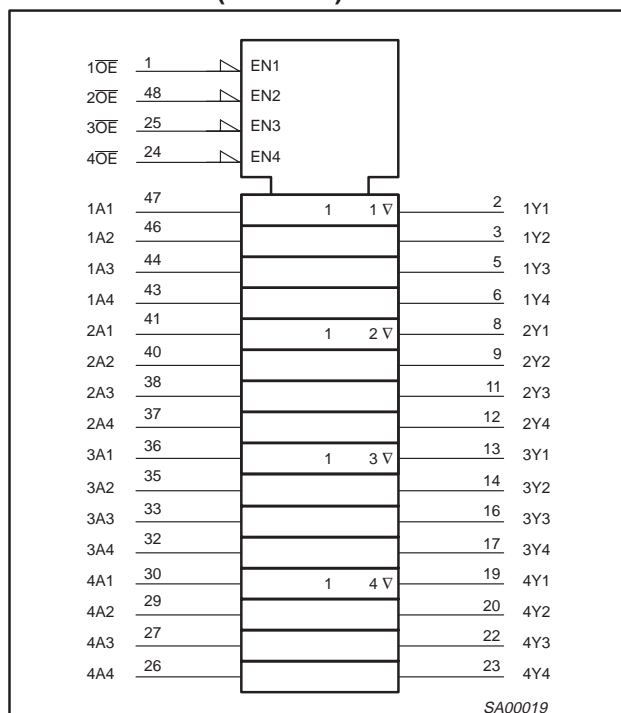 1O̅E̅ 1 EN1
2O̅E̅ 48 EN2
3O̅E̅ 25 EN3
4O̅E̅ 24 EN4
1A1 47 1 1 ∇ 2 1Y1
1A2 46 3 1Y2
1A3 44 5 1Y3
1A4 43 6 1Y4
2A1 41 1 2 ∇ 8 2Y1
2A2 40 9 2Y2
2A3 38 11 2Y3
2A4 37 12 2Y4
3A1 36 1 3 ∇ 13 3Y1
3A2 35 14 3Y2
3A3 33 16 3Y3
3A4 32 17 3Y4
4A1 30 1 4 ∇ 19 4Y1
4A2 29 20 4Y2
4A3 27 22 4Y3
4A4 26 23 4Y4
SA00019